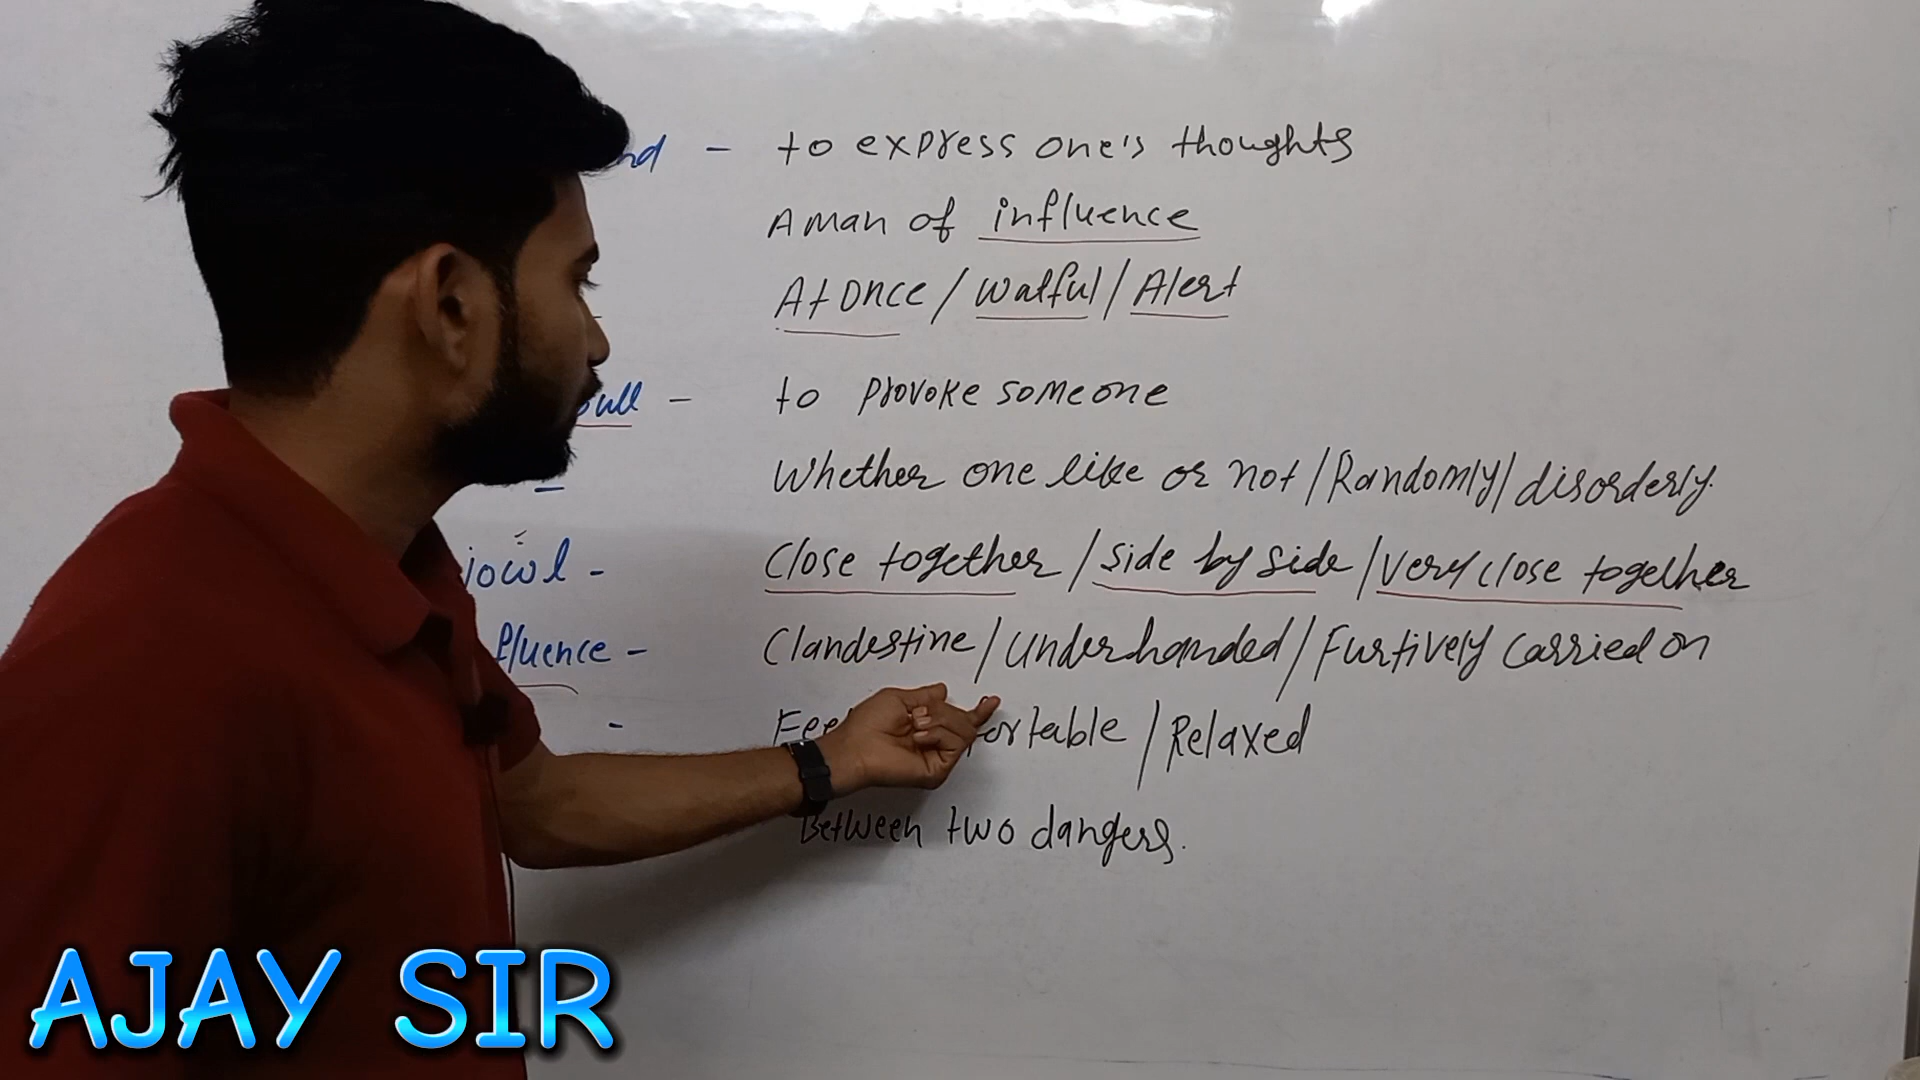 nd - to express one's thoughts
A man of influence
At once / Walful / Alert
ull - to provoke someone
- Whether one like or not / Randomly / disorderly.
jowl - Close together / Side by Side / Very close together
fluence - Clandestine / Underhanded / Furtively carried on
- Fee ortable / Relaxed
Between two dangers.
AJAY SIR